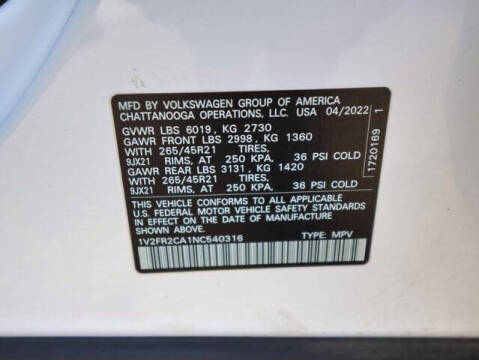 MFD BY VOLKSWAGEN GROUP OF AMERICA
CHATTANOOGA OPERATIONS, LLC. USA 04/2022
GVWR LBS 6019, KG 2730
GAWR FRONT LBS 2998, KG 1360
WITH 265/45R21 TIRES,
9JX21 RIMS, AT 250 KPA, 36 PSI COLD
GAWR REAR LBS 3131, KG 1420
WITH 265/45R21 TIRES,
9JX21 RIMS, AT 250 KPA, 36 PSI COLD
THIS VEHICLE CONFORMS TO ALL APPLICABLE
U.S. FEDERAL MOTOR VEHICLE SAFETY STANDARDS
IN EFFECT ON THE DATE OF MANUFACTURE
SHOWN ABOVE.
1V2FR2CA1NC540316 TYPE: MPV
1720169 1